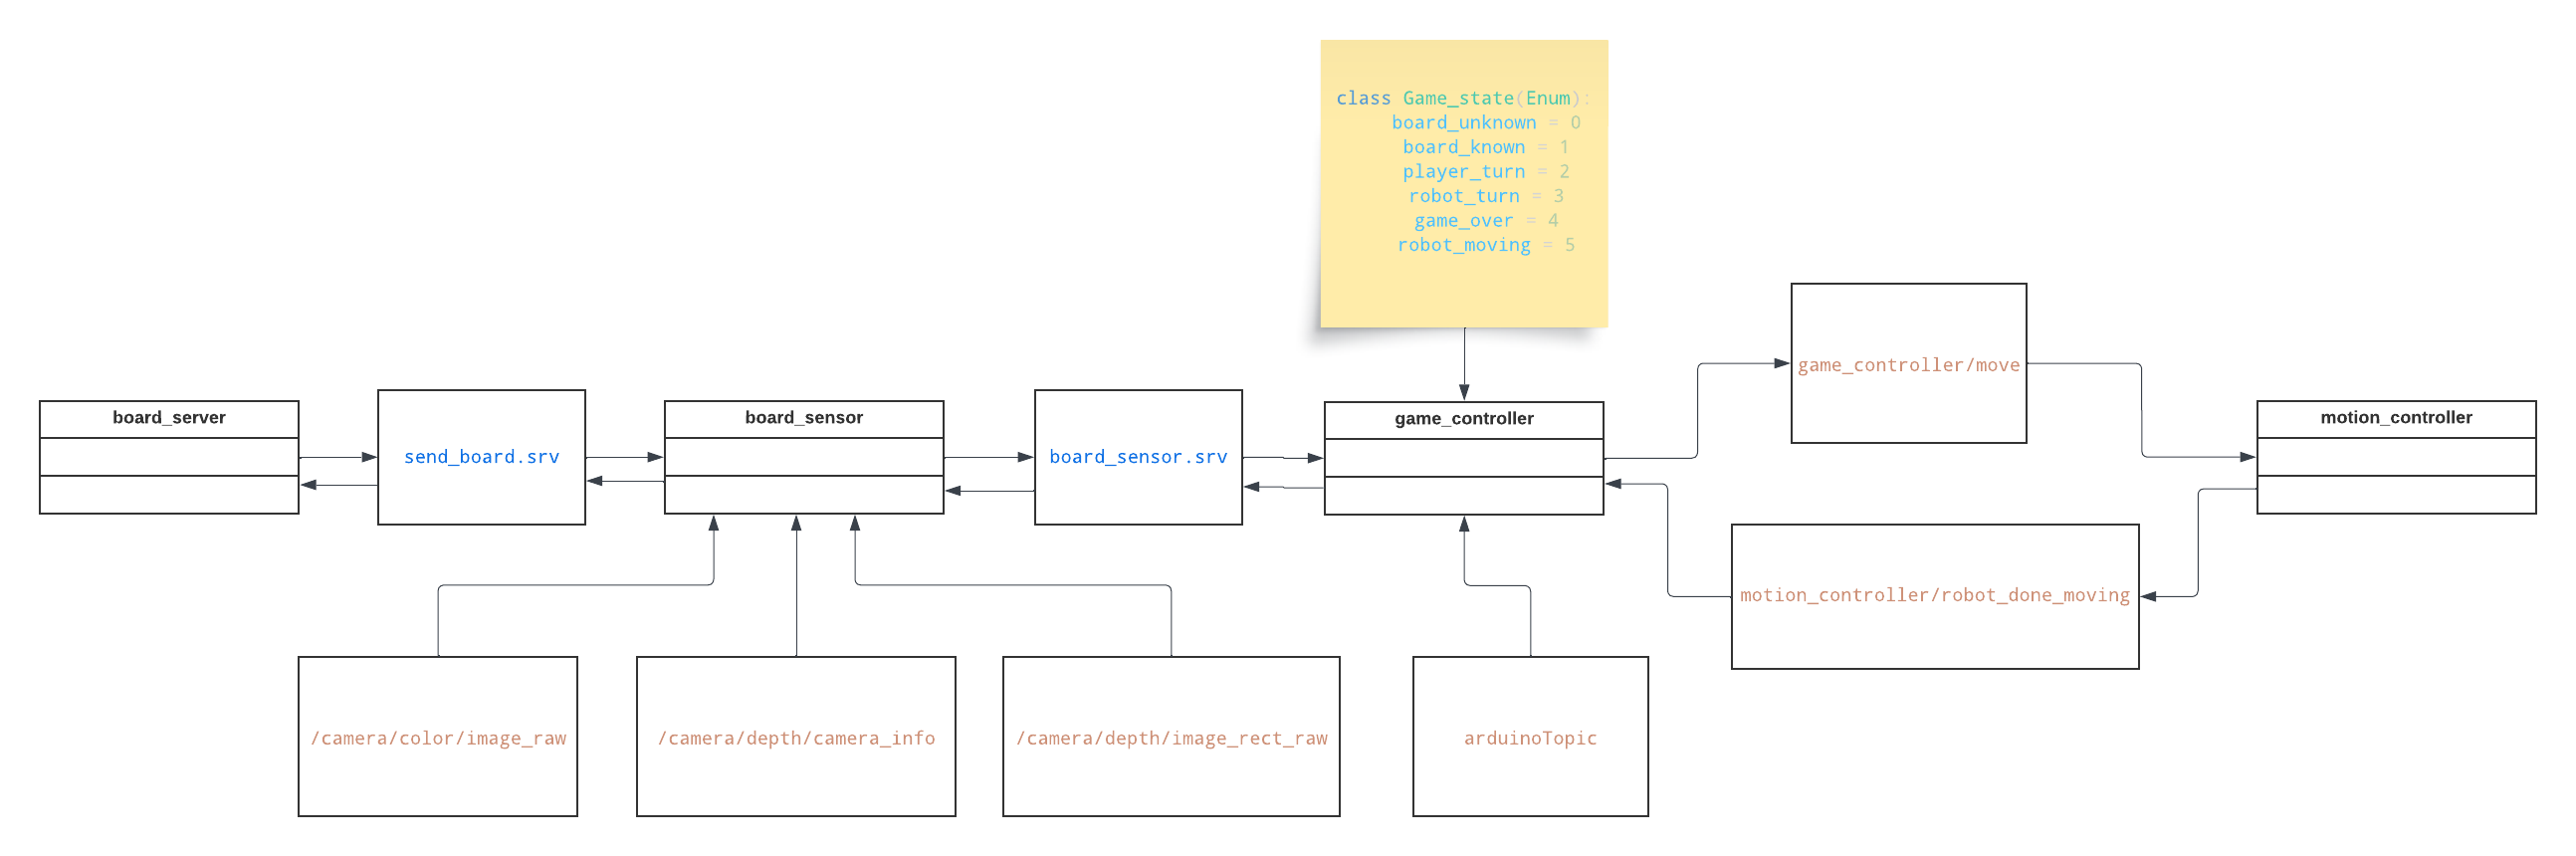 class Game_state(Enum):
board_unknown = 0
board_known = 1
player_turn = 2
robot_turn = 3
game_over = 4
robot_moving = 5
game_controller/move
board_server
board_sensor
game_controller
motion_controller
send_board.srv
board_sensor.srv
motion_controller/robot_done_moving
/camera/color/image_raw
/camera/depth/camera_info
/camera/depth/image_rect_raw
arduinoTopic